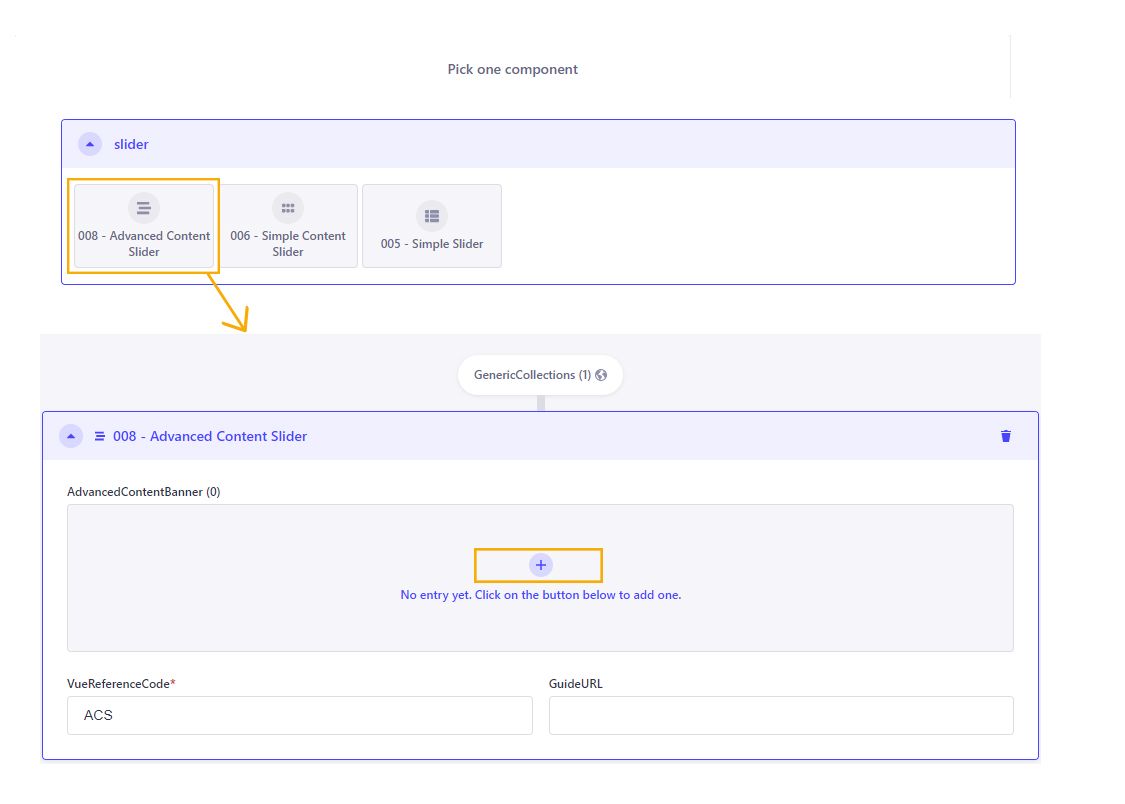 Pick one component
slider
008 - Advanced Content
Slider
006 - Simple Content
Slider
005 - Simple Slider
GenericCollections (1)
008 - Advanced Content Slider
AdvancedContentBanner (0)
No entry yet. Click on the button below to add one.
VueReferenceCode*
GuideURL
ACS